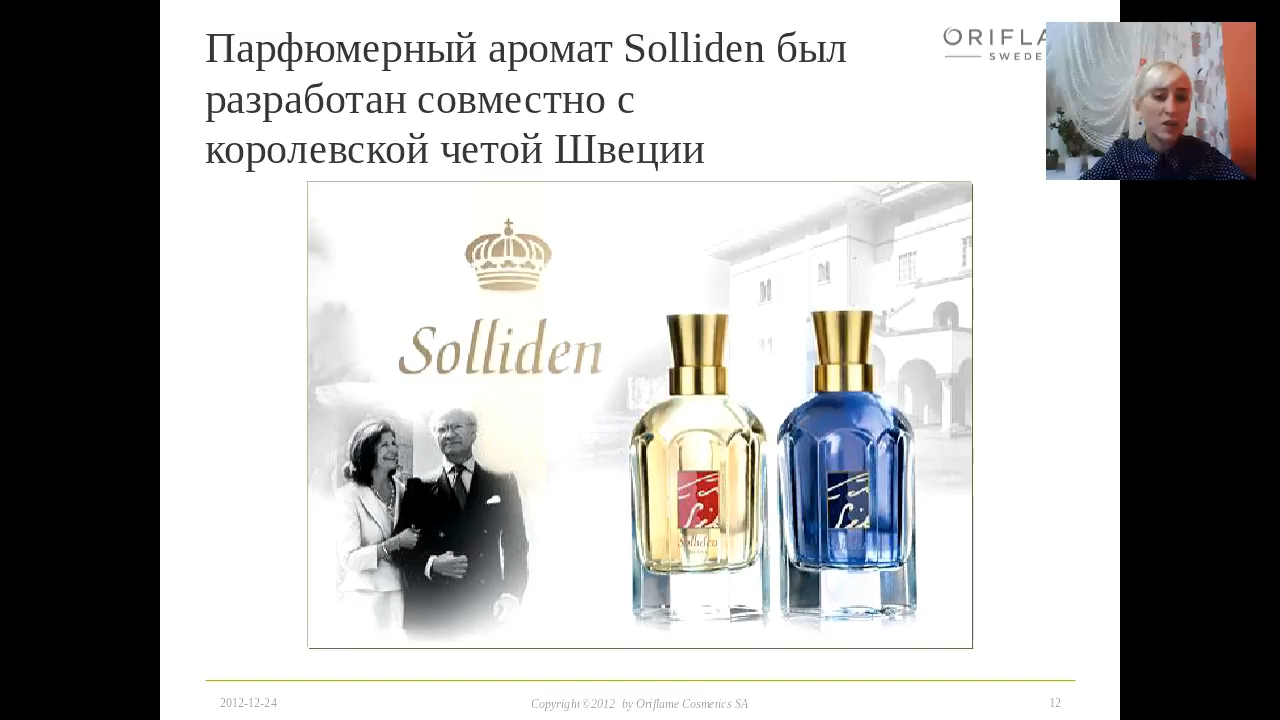 Парфюмерный аромат Solliden был
разработан совместно с
королевской четой Швеции
ORIFLA
SWEDE
Solliden
Solliden
2012-12-24
Copyright ©2012 by Oriflame Cosmetics SA
12